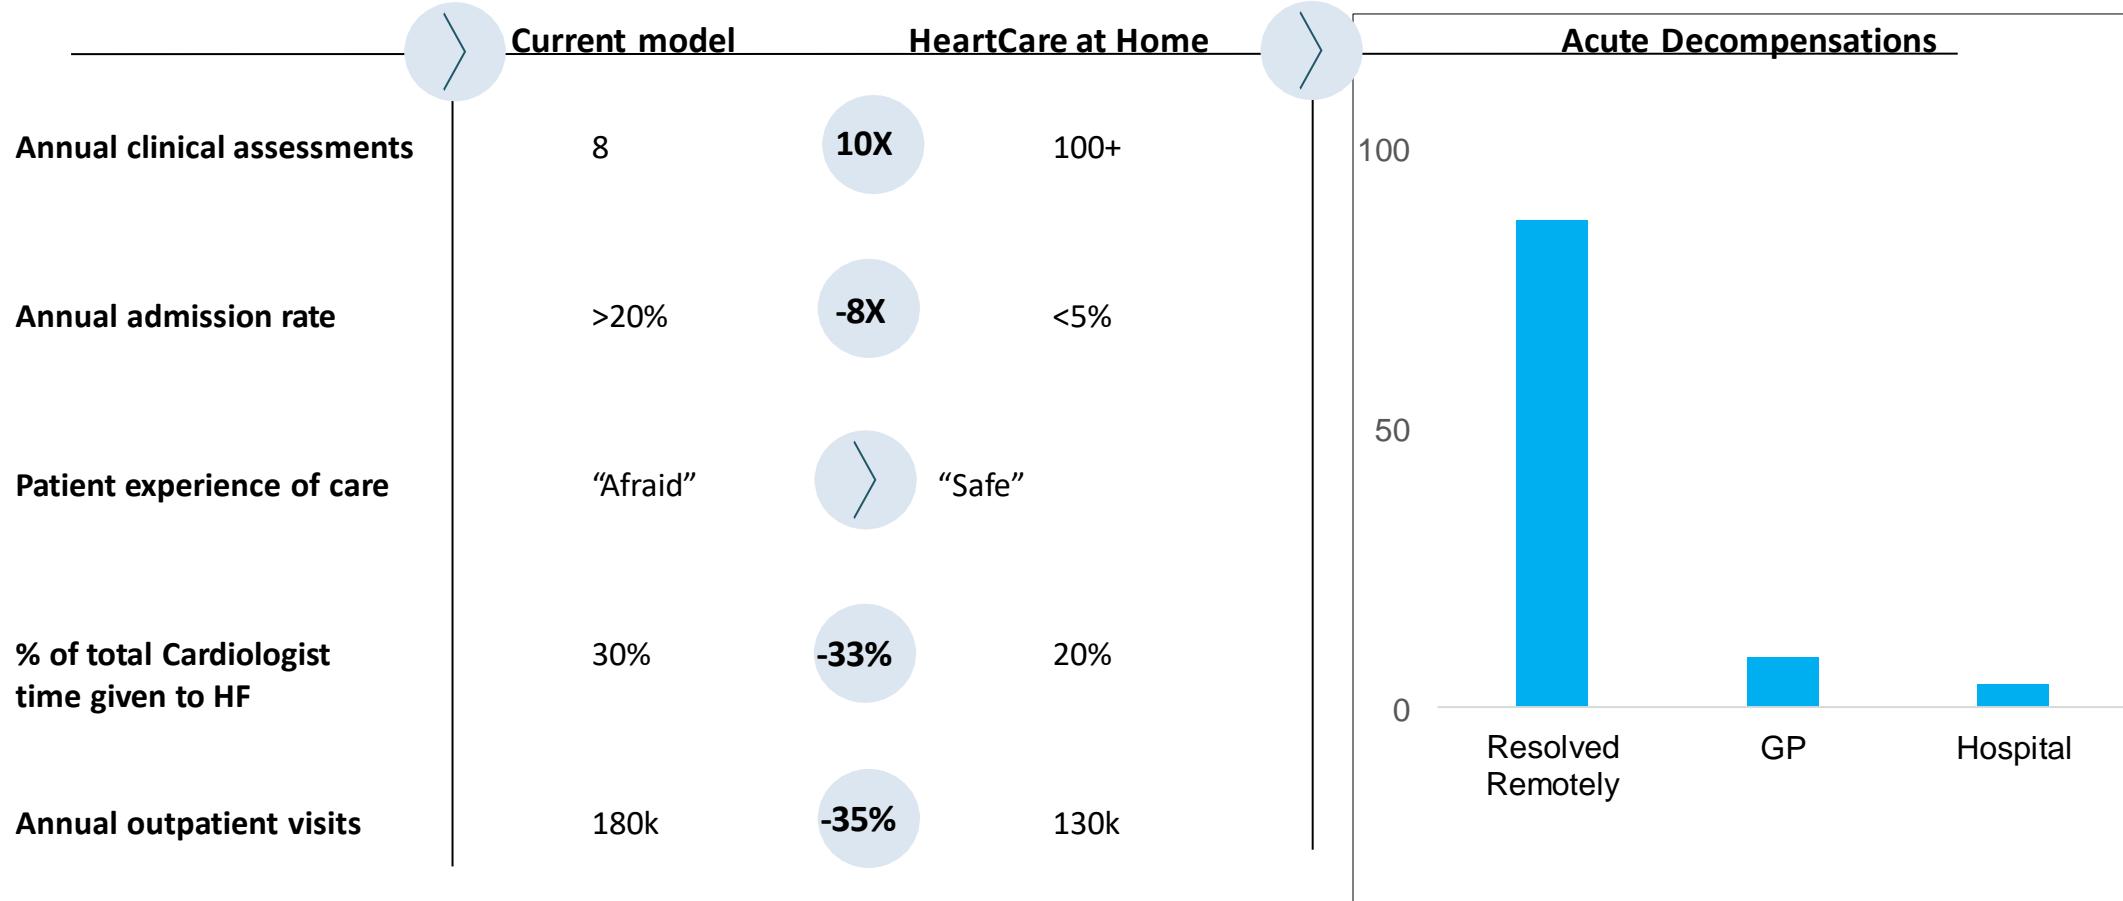 Current model
HeartCare at Home
Acute Decompensations
Annual clinical assessments
8
10X
100+
Annual admission rate
>20%
-8X
<5%
Patient experience of care
“Afraid”
“Safe”
% of total Cardiologist
time given to HF
30%
-33%
20%
Annual outpatient visits
180k
-35%
130k
100
50
0
Resolved
Remotely
GP
Hospital